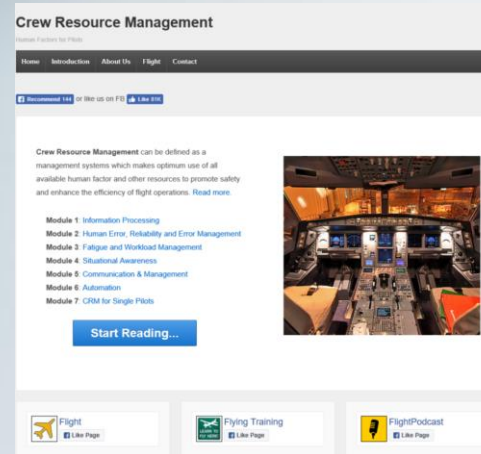 Crew Resource Management
Human Factors for Pilots
Home Introduction About Us Flight Contact
Recommend 144 or like us on FB Like 81K
Crew Resource Management can be defined as a
management systems which makes optimum use of all
available human factor and other resources to promote safety
and enhance the efficiency of flight operations. Read more.
Module 1: Information Processing
Module 2: Human Error, Reliability and Error Management
Module 3: Fatigue and Workload Management
Module 4: Situational Awareness
Module 5: Communication & Management
Module 6: Automation
Module 7: CRM for Single Pilots
Start Reading...
Flight
Like Page
LEARN TO
FLY NOW!
Flying Training
Like Page
FlightPodcast
Like Page